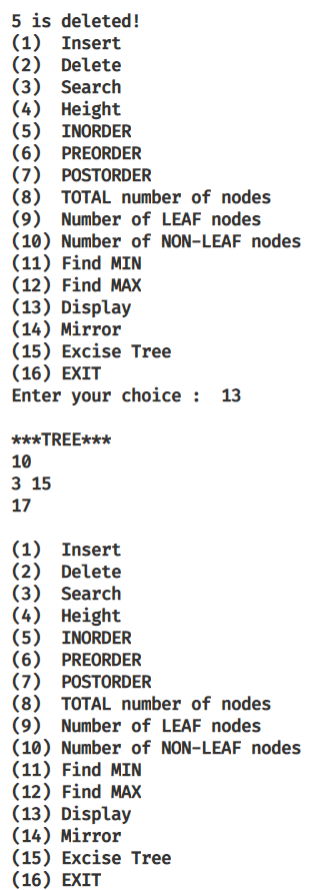 5 is deleted!
(1)  Insert
(2)  Delete
(3)  Search
(4)  Height
(5)  INORDER
(6)  PREORDER
(7)  POSTORDER
(8)  TOTAL number of nodes
(9)  Number of LEAF nodes
(10) Number of NON-LEAF nodes
(11) Find MIN
(12) Find MAX
(13) Display
(14) Mirror
(15) Excise Tree
(16) EXIT
Enter your choice :  13
***TREE***
10
3 15
17
(1)  Insert
(2)  Delete
(3)  Search
(4)  Height
(5)  INORDER
(6)  PREORDER
(7)  POSTORDER
(8)  TOTAL number of nodes
(9)  Number of LEAF nodes
(10) Number of NON-LEAF nodes
(11) Find MIN
(12) Find MAX
(13) Display
(14) Mirror
(15) Excise Tree
(16) EXIT